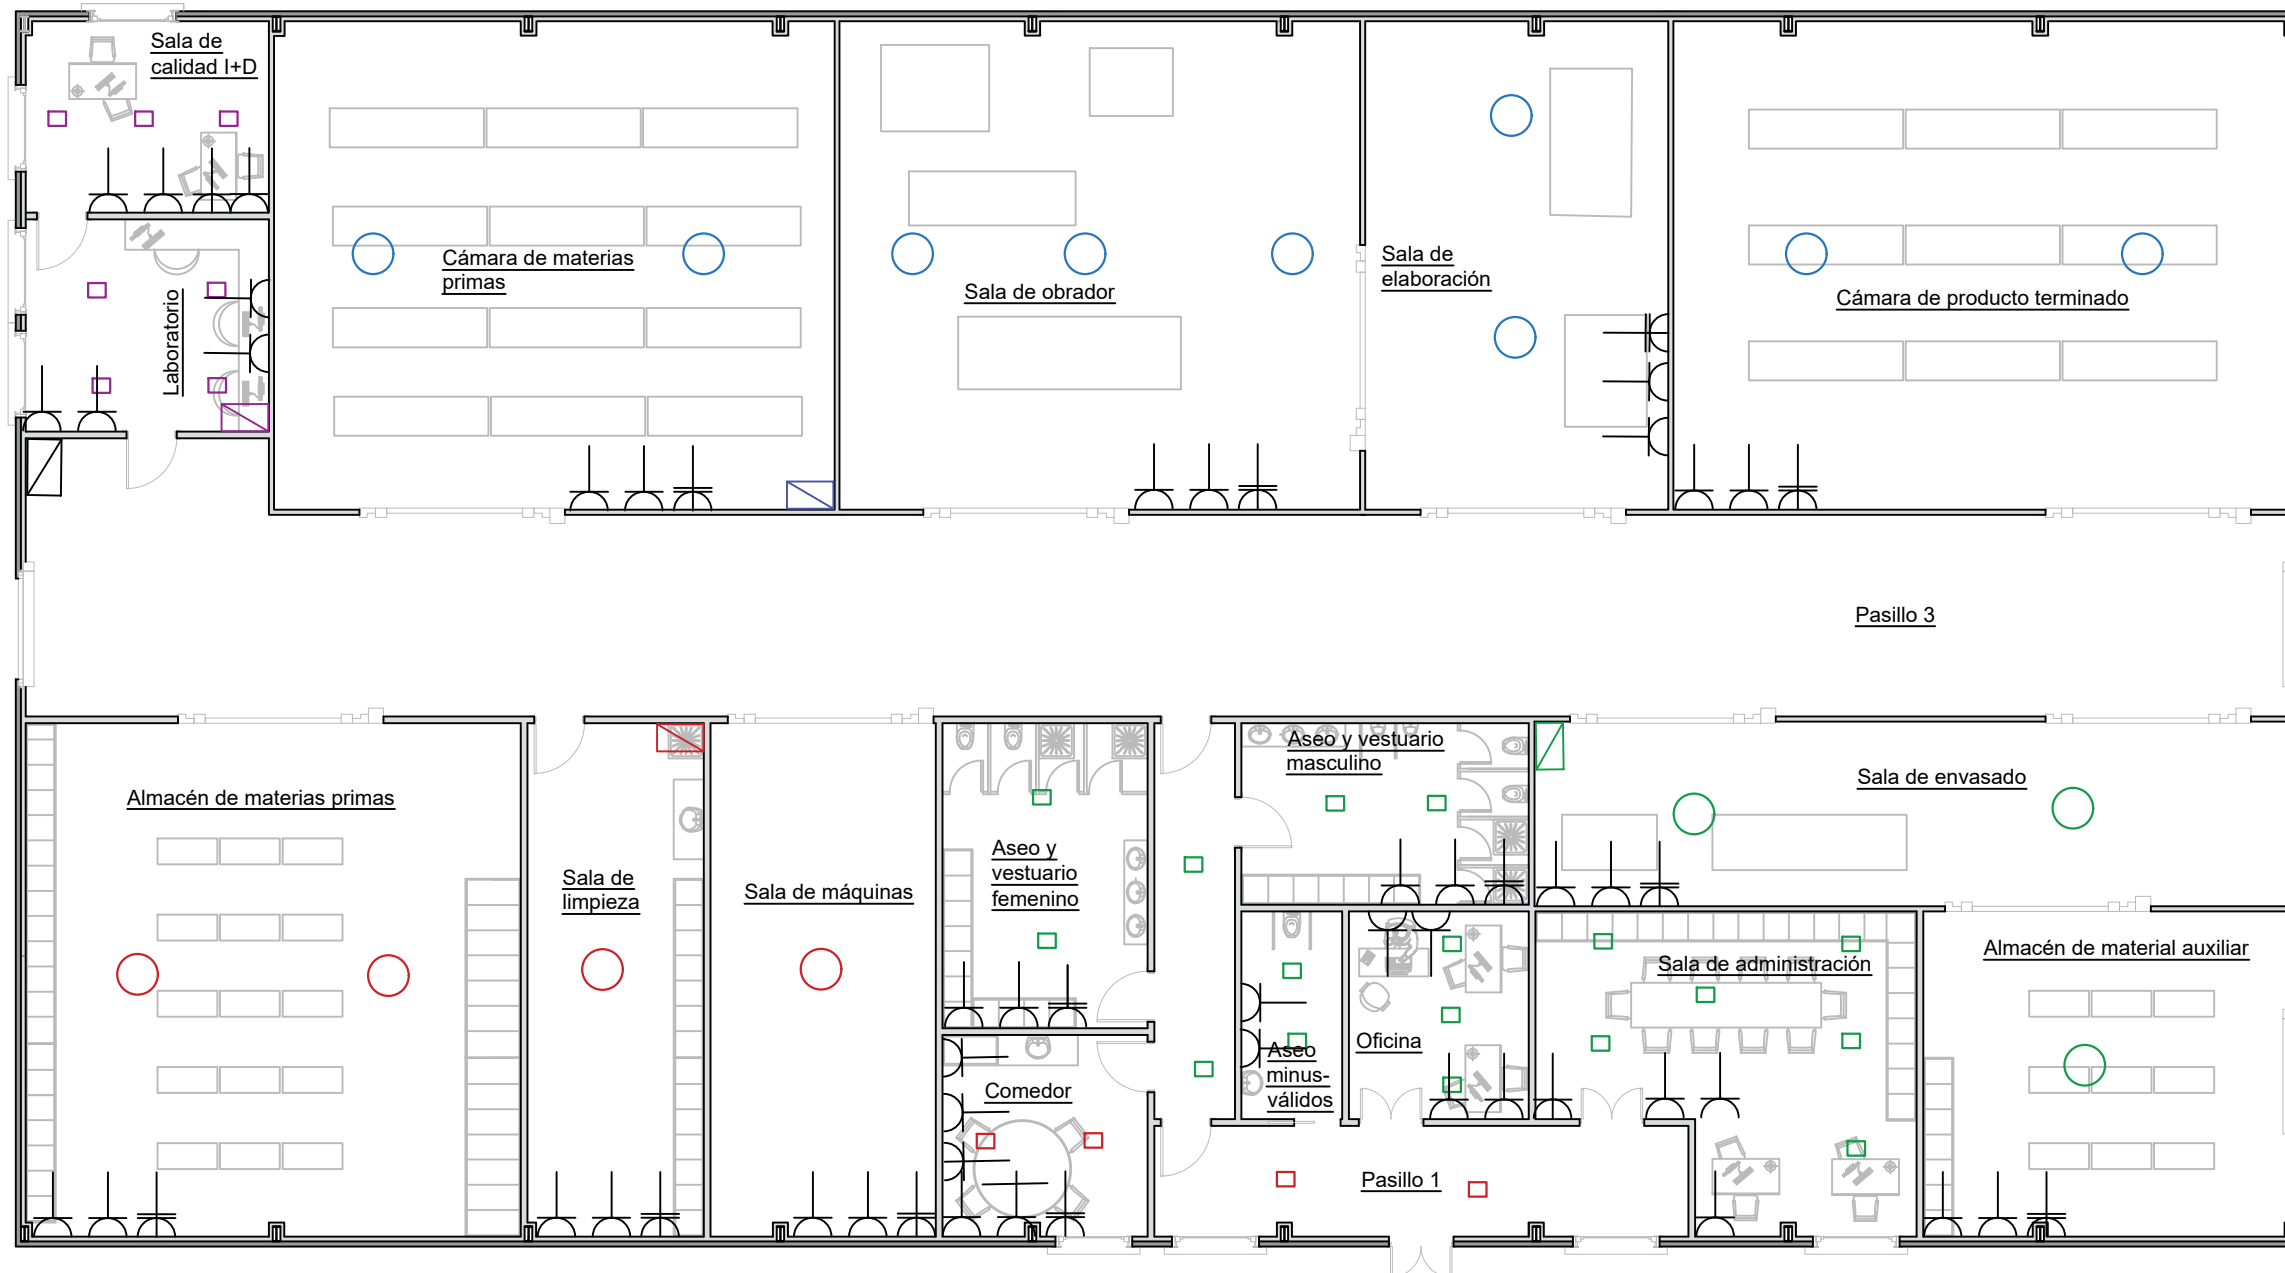 Sala de
calidad I+D
Cámara de materias
primas
Sala de obrador
Sala de
elaboración
Cámara de producto terminado
Laboratorio
Pasillo 3
Almacén de materias primas
Sala de
limpieza
Sala de máquinas
Aseo y
vestuario
femenino
Aseo y vestuario
masculino
Sala de envasado
Comedor
Aseo
minus-
válidos
Oficina
Sala de administración
Almacén de material auxiliar
Pasillo 1